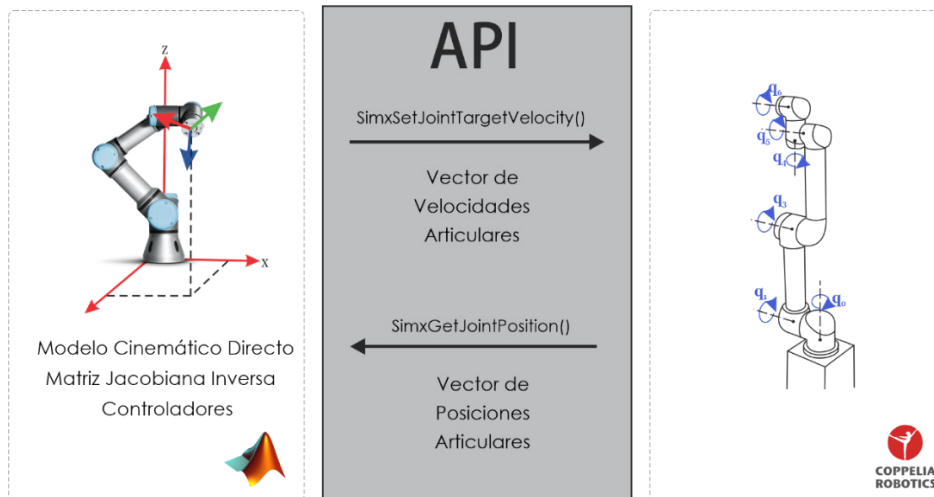 Z
X
Modelo Cinemático Directo
Matriz Jacobiana Inversa
Controladores
API
SimxSetJointTargetVelocity()
Vector de
Velocidades
Articulares
SimxGetJointPosition()
Vector de
Posiciones
Articulares
q₆
q₅
q₄
q₃
q₁
q₀
COPPELIA
ROBOTICS